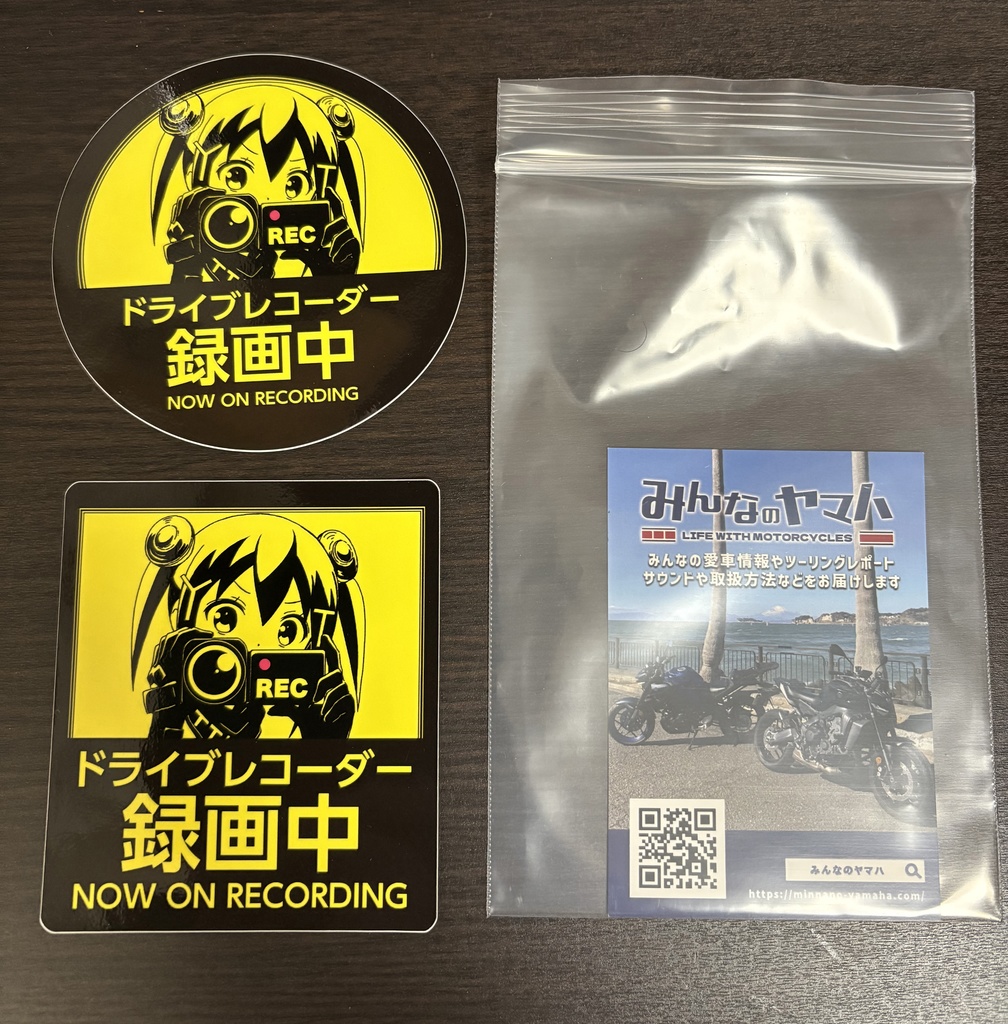 REC
ドライブレコーダー
録画中
NOW ON RECORDING
REC
ドライブレコーダー
録画中
NOW ON RECORDING
みんなのヤマハ
LIFE WITH MOTORCYCLES
みんなの愛車情報やツーリングレポート
サウンドや取扱方法などをお届けします
みんなのヤマハ
https://minnano-yamaha.com/